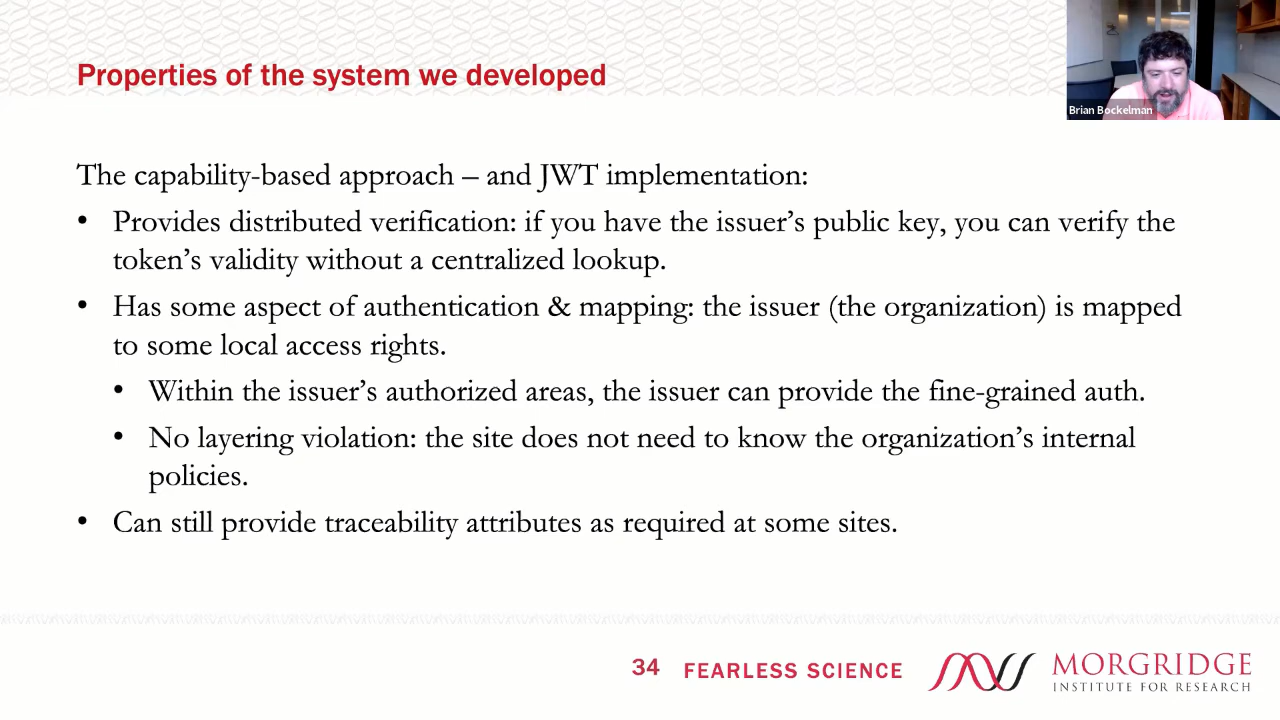 Properties of the system we developed
Brian Bockelman
The capability-based approach – and JWT implementation:
• Provides distributed verification: if you have the issuer’s public key, you can verify the
token’s validity without a centralized lookup.
• Has some aspect of authentication & mapping: the issuer (the organization) is mapped
to some local access rights.
• Within the issuer’s authorized areas, the issuer can provide the fine-grained auth.
• No layering violation: the site does not need to know the organization’s internal
policies.
• Can still provide traceability attributes as required at some sites.
34 FEARLESS SCIENCE
MORGRIDGE
INSTITUTE FOR RESEARCH